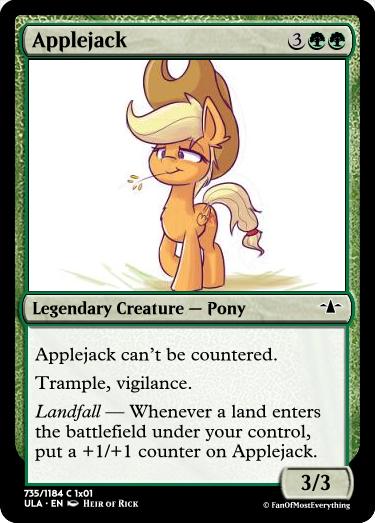 Applejack 3
Legendary Creature — Pony
Applejack can't be countered.
Trample, vigilance.
Landfall — Whenever a land enters
the battlefield under your control,
put a +1/+1 counter on Applejack.
3/3
735/1184 C 1x01
ULA • EN Heir of Rick
© FanOfMostEverything